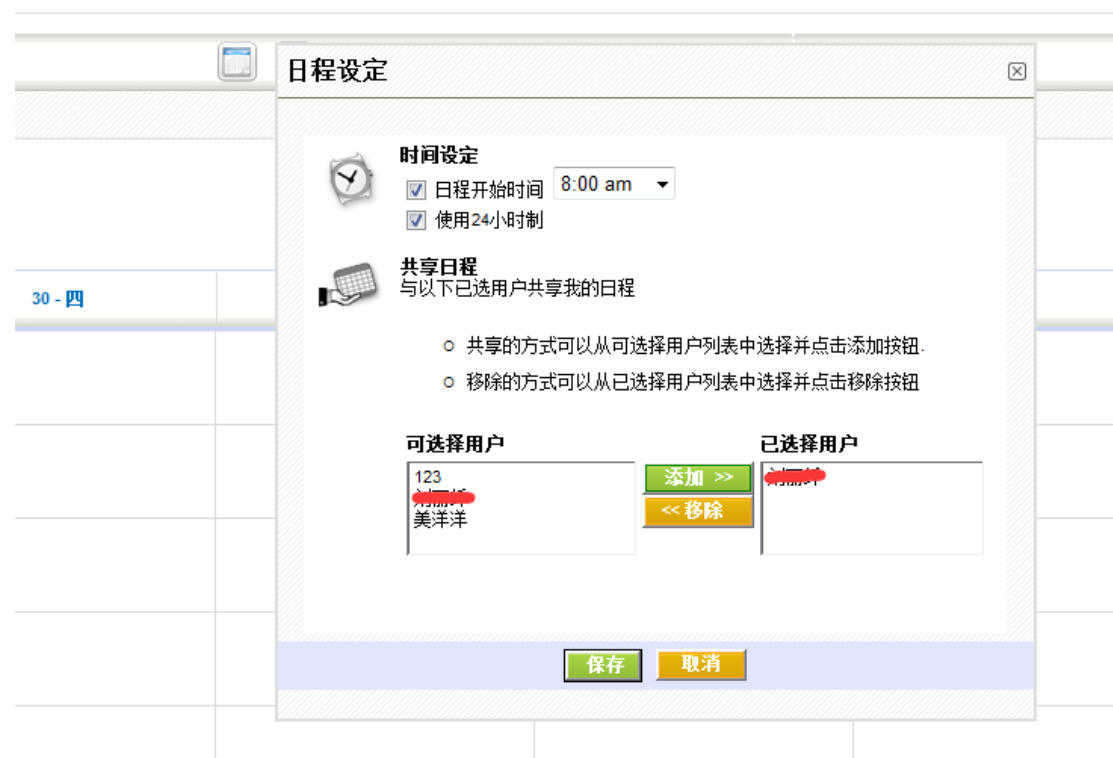 日程设定
时间设定
日程开始时间 8:00 am
使用24小时制
共享日程
与以下已选用户共享我的日程
30 - 四
共享的方式可以从可选择用户列表中选择并点击添加按钮.
移除的方式可以从已选择用户列表中选择并点击移除按钮
可选择用户
已选择用户
123
美洋洋
添加 >>
<< 移除
保存
取消